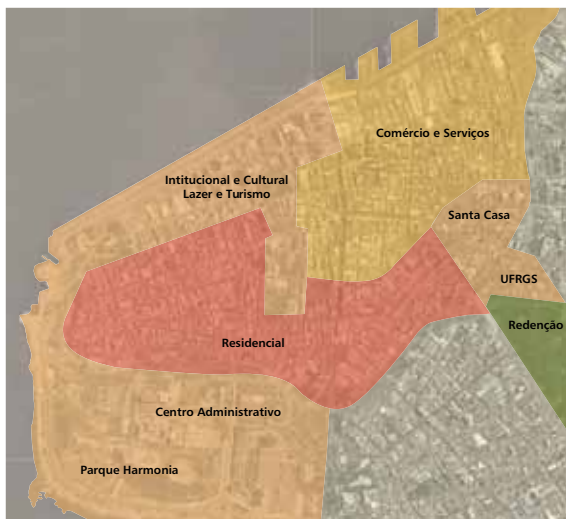 Comércio e Serviços
Intitucional e Cultural
Lazer e Turismo
Santa Casa
UFRGS
Redenção
Residencial
Centro Administrativo
Parque Harmonia